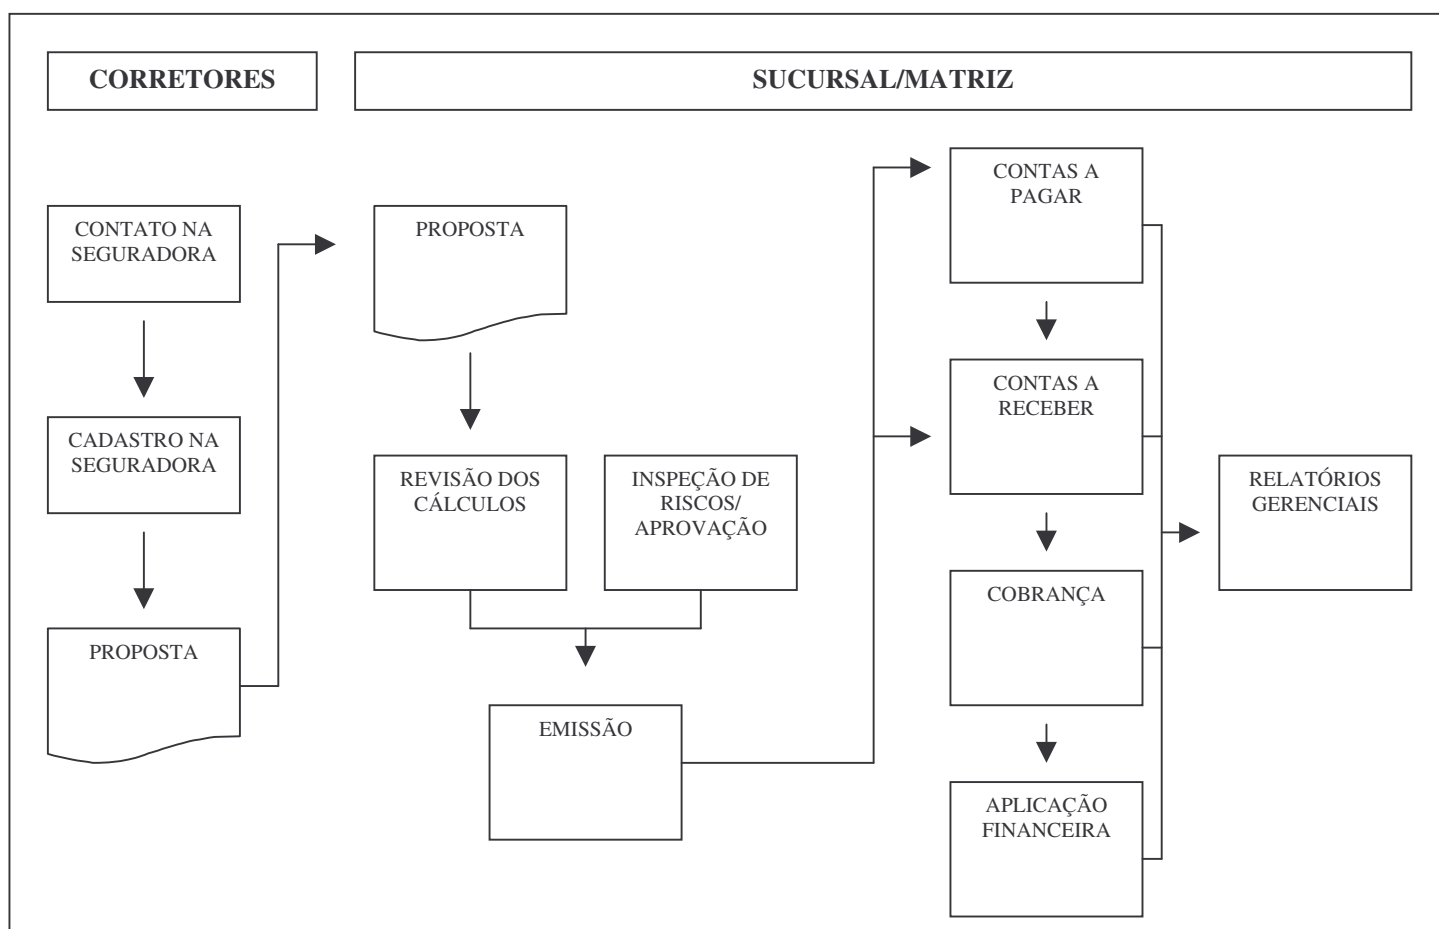 CORRETORES
SUCURSAL/MATRIZ
CONTATO NA
SEGURADORA
CADASTRO NA
SEGURADORA
PROPOSTA
PROPOSTA
REVISÃO DOS
CÁLCULOS
INSPEÇÃO DE
RISCOS/
APROVAÇÃO
EMISSÃO
CONTAS A
PAGAR
CONTAS A
RECEBER
COBRANÇA
APLICAÇÃO
FINANCEIRA
RELATÓRIOS
GERENCIAIS